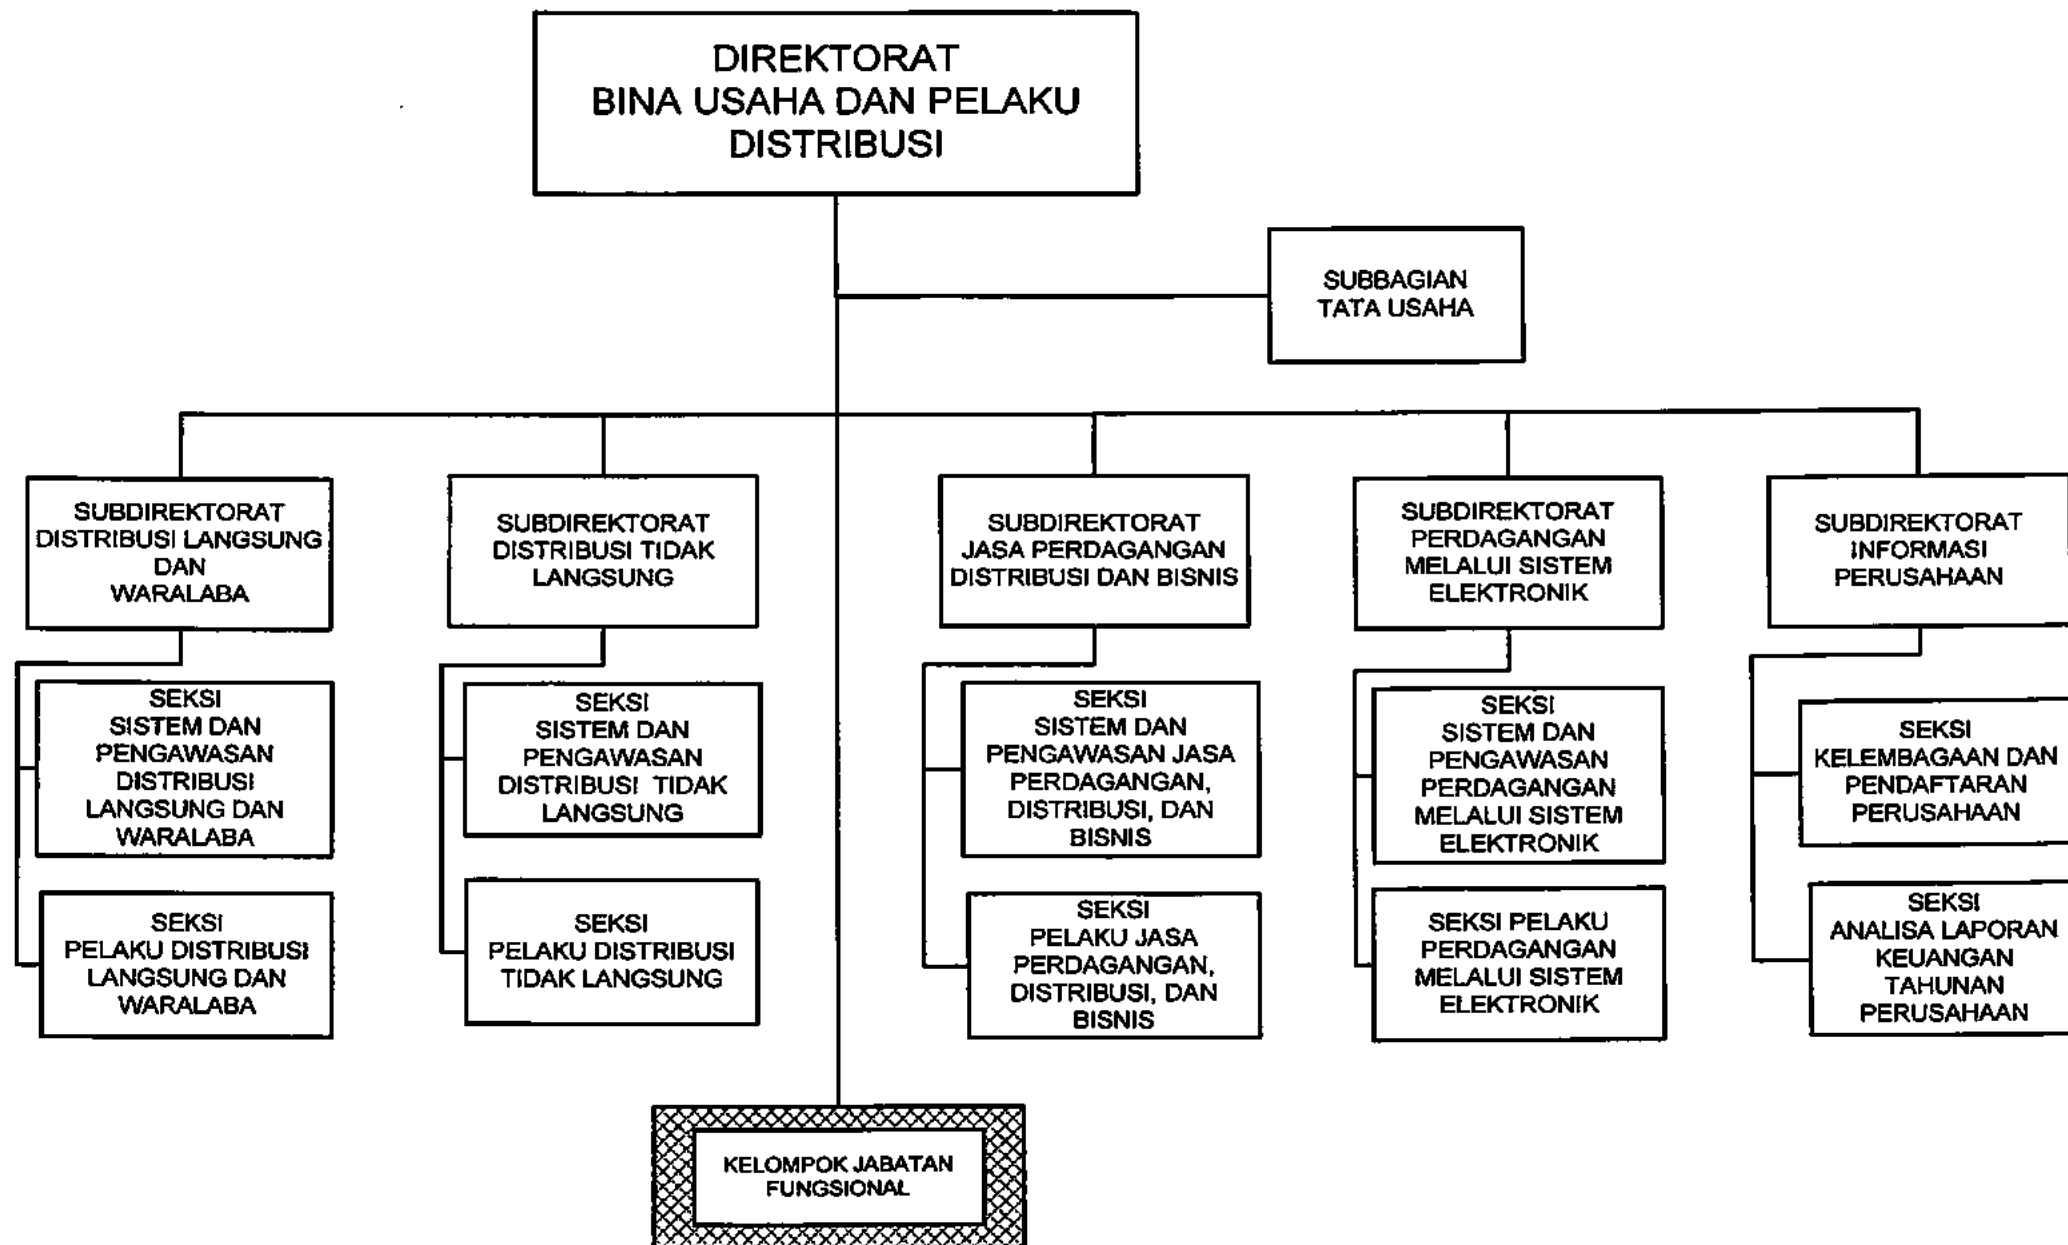 DIREKTORAT
BINA USAHA DAN PELAKU
DISTRIBUSI
SUBBAGIAN
TATA USAHA
SUBDIREKTORAT
DISTRIBUSI LANGSUNG
DAN
WARALABA
SUBDIREKTORAT
DISTRIBUSI TIDAK
LANGSUNG
SUBDIREKTORAT
JASA PERDAGANGAN
DISTRIBUSI DAN BISNIS
SUBDIREKTORAT
PERDAGANGAN
MELALUI SISTEM
ELEKTRONIK
SUBDIREKTORAT
INFORMASI
PERUSAHAAN
SEKSI
SISTEM DAN
PENGAWASAN
DISTRIBUSI
LANGSUNG DAN
WARALABA
SEKSI
SISTEM DAN
PENGAWASAN
DISTRIBUSI TIDAK
LANGSUNG
SEKSI
SISTEM DAN
PENGAWASAN JASA
PERDAGANGAN,
DISTRIBUSI, DAN
BISNIS
SEKSI
SISTEM DAN
PENGAWASAN
PERDAGANGAN
MELALUI SISTEM
ELEKTRONIK
SEKSI
KELEMBAGAAN DAN
PENDAFTARAN
PERUSAHAAN
SEKSI
PELAKU DISTRIBUSI
LANGSUNG DAN
WARALABA
SEKSI
PELAKU DISTRIBUSI
TIDAK LANGSUNG
SEKSI
PELAKU JASA
PERDAGANGAN,
DISTRIBUSI, DAN
BISNIS
SEKSI PELAKU
PERDAGANGAN
MELALUI SISTEM
ELEKTRONIK
SEKSI
ANALISA LAPORAN
KEUANGAN
TAHUNAN
PERUSAHAAN
KELOMPOK JABATAN
FUNGSIONAL